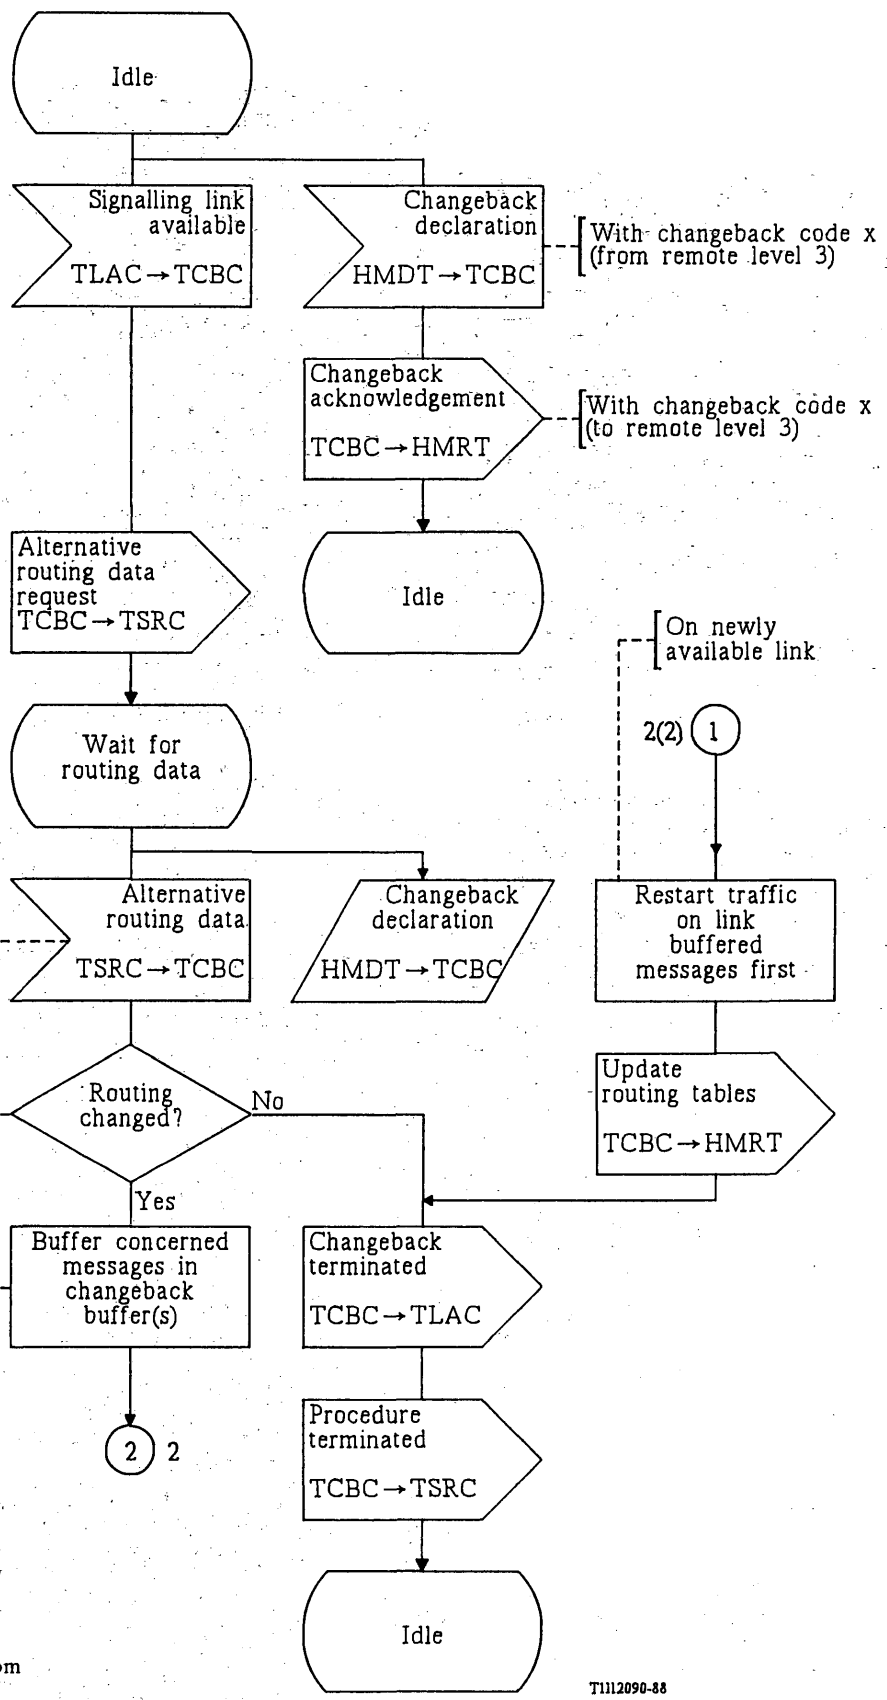 Idle
Signalling link
available
TLAC→TCBC
Changeback
declaration
HMDT→TCBC
With changeback code x
(from remote level 3)
Changeback
acknowledgement
TCBC→HMRT
With changeback code x
(to remote level 3)
Alternative
routing data
request
TCBC→TSRC
Idle
On newly
available link
Wait for
routing data
2(2) 1
Alternative
routing data
TSRC→TCBC
Changeback
declaration
HMDT→TCBC
Restart traffic
on link
buffered
messages first
Routing
changed?
No
Yes
Update
routing tables
TCBC→HMRT
Buffer concerned
messages in
changeback
buffer(s)
Changeback
terminated
TCBC→TLAC
2 2
Procedure
terminated
TCBC→TSRC
Idle
om
T1112090-88